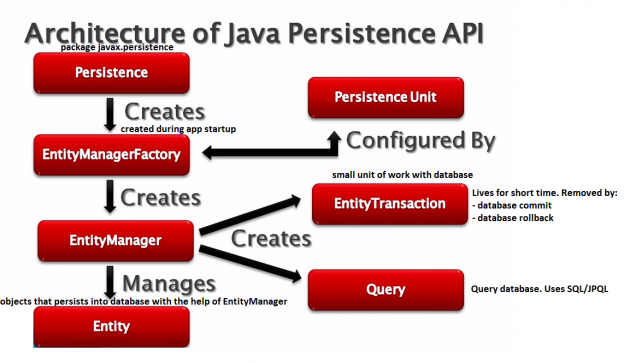 Architecture of Java Persistence API
package javax.persistence
Persistence
Creates
created during app startup
Persistence Unit
EntityManagerFactory
Configured By
Creates
small unit of work with database
EntityTransaction
Lives for short time. Removed by:
- database commit
- database rollback
EntityManager
Creates
Manages
Query
Query database. Uses SQL/JPQL
objects that persists into database with the help of EntityManager
Entity